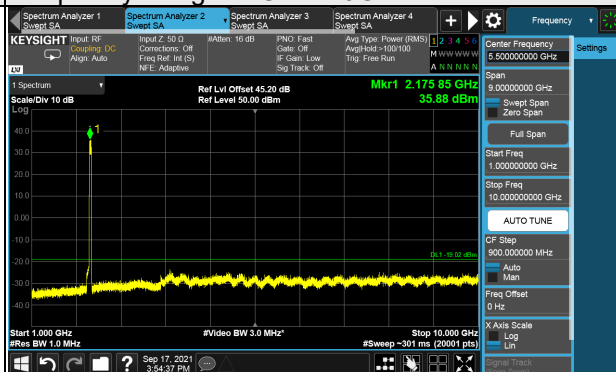 Spectrum Analyzer 1
Swept SA
Spectrum Analyzer 2
Swept SA
Spectrum Analyzer 3
Swept SA
Spectrum Analyzer 4
Swept SA
+
Frequency
KEYSIGHT
Input: RF
Coupling: DC
Align: Auto
Input Z: 50 Ω
Corrections: Off
Freq Ref: Int (S)
NFE: Adaptive
#Atten: 16 dB
PNO: Fast
Gate: Off
IF Gain: Low
Sig Track: Off
Avg Type: Power (RMS)
Avg|Hold:>100/100
Trig: Free Run
1 2 3 4 5 6
M W W W W W
A N N N N N
LXI
1 Spectrum
Scale/Div 10 dB
Log
Ref Lvl Offset 45.20 dB
Ref Level 50.00 dBm
Mkr1 2.175 85 GHz
35.88 dBm
1
40.0
30.0
20.0
10.0
0.00
-10.0
-20.0
-30.0
-40.0
DL1 -19.02 dBm
Start 1.000 GHz
#Res BW 1.0 MHz
#Video BW 3.0 MHz*
Stop 10.000 GHz
#Sweep ~301 ms (20001 pts)
Center Frequency
5.500000000 GHz
Settings
Span
9.00000000 GHz
Swept Span
Zero Span
Full Span
Start Freq
1.000000000 GHz
Stop Freq
10.000000000 GHz
AUTO TUNE
CF Step
900.000000 MHz
Auto
Man
Freq Offset
0 Hz
X Axis Scale
Log
Lin
Signal Track
?
Sep 17, 2021
3:54:37 PM